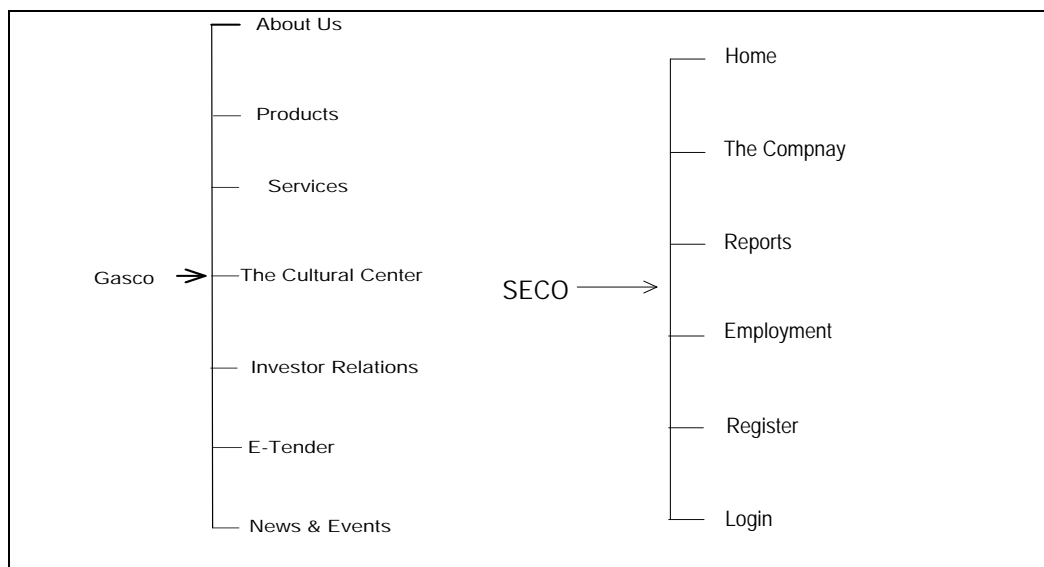 About Us
Products
Services
Gasco
The Cultural Center
Investor Relations
E-Tender
News & Events
Home
The Compnay
Reports
SECO
Employment
Register
Login